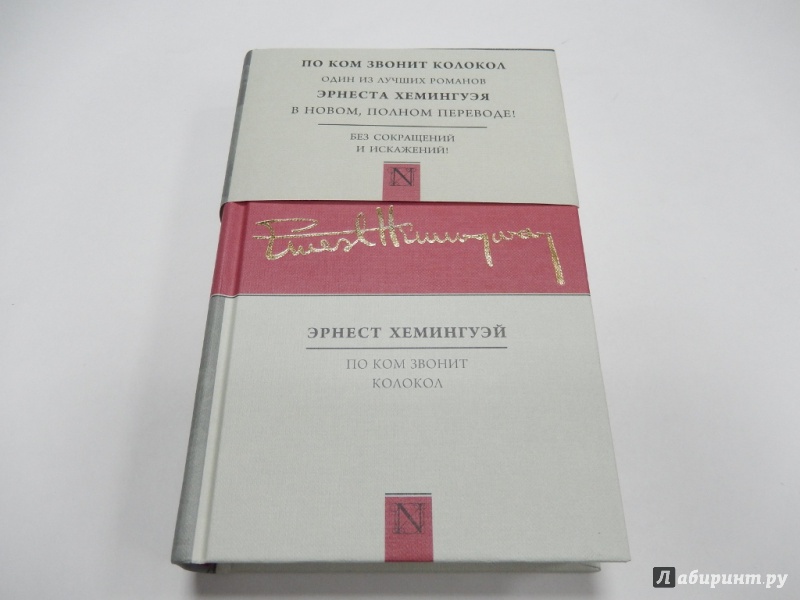 ПО КОМ ЗВОНИТ КОЛОКОЛ
ОДИН ИЗ ЛУЧШИХ РОМАНОВ
ЭРНЕСТА ХЕМИНГУЭЯ
В НОВОМ, ПОЛНОМ ПЕРЕВОДЕ!
БЕЗ СОКРАЩЕНИЙ
И ИСКАЖЕНИЙ!
N
Ernest Hemingway
ЭРНЕСТ ХЕМИНГУЭЙ
ПО КОМ ЗВОНИТ
КОЛОКОЛ
N
Лабиринт.ру